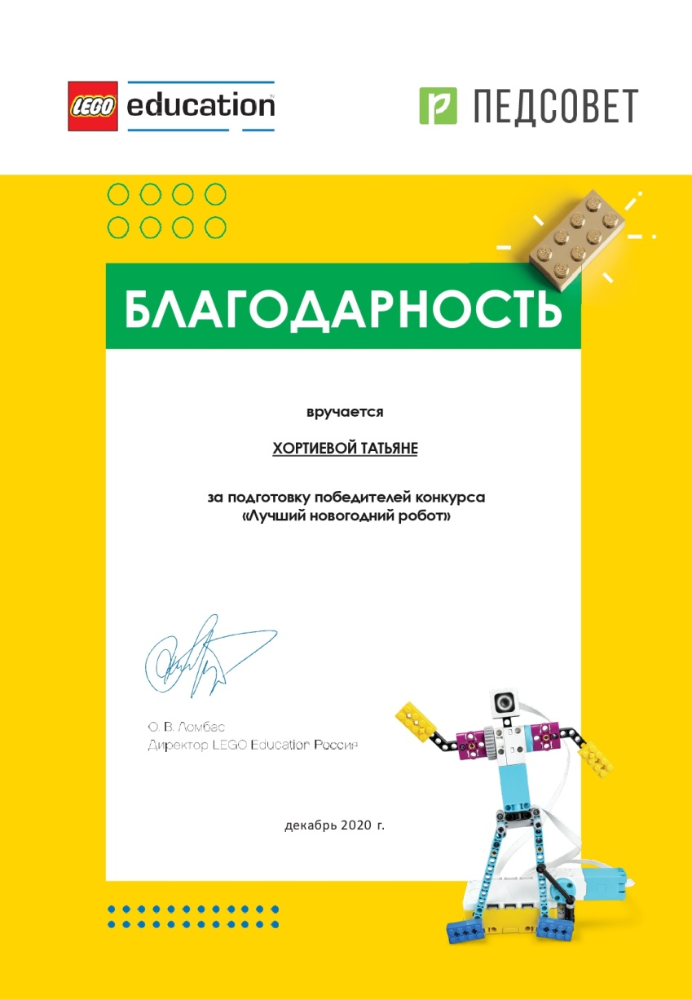 LEGO education™
ПЕДСОВЕТ
БЛАГОДАРНОСТЬ
вручается
ХОРТИЕВОЙ ТАТЬЯНЕ
за подготовку победителей конкурса
«Лучший новогодний робот»
О. В. Ломбас
Директор LEGO Education Россия
декабрь 2020 г.